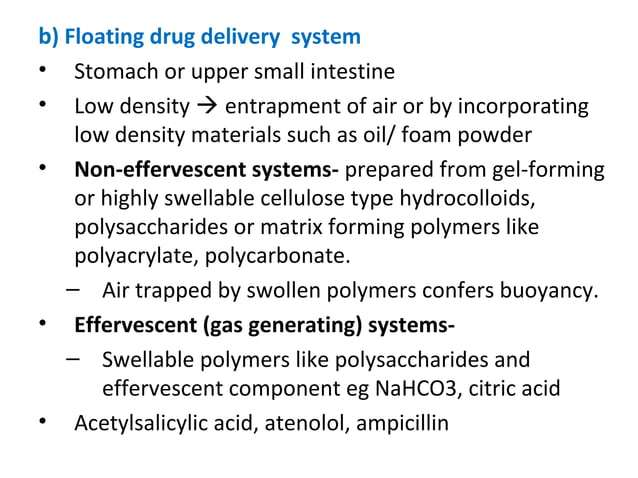 b) Floating drug delivery  system
• Stomach or upper small intestine
• Low density → entrapment of air or by incorporating
low density materials such as oil/ foam powder
• Non-effervescent systems- prepared from gel-forming
or highly swellable cellulose type hydrocolloids,
polysaccharides or matrix forming polymers like
polyacrylate, polycarbonate.
– Air trapped by swollen polymers confers buoyancy.
• Effervescent (gas generating) systems-
– Swellable polymers like polysaccharides and
effervescent component eg NaHCO3, citric acid
• Acetylsalicylic acid, atenolol, ampicillin